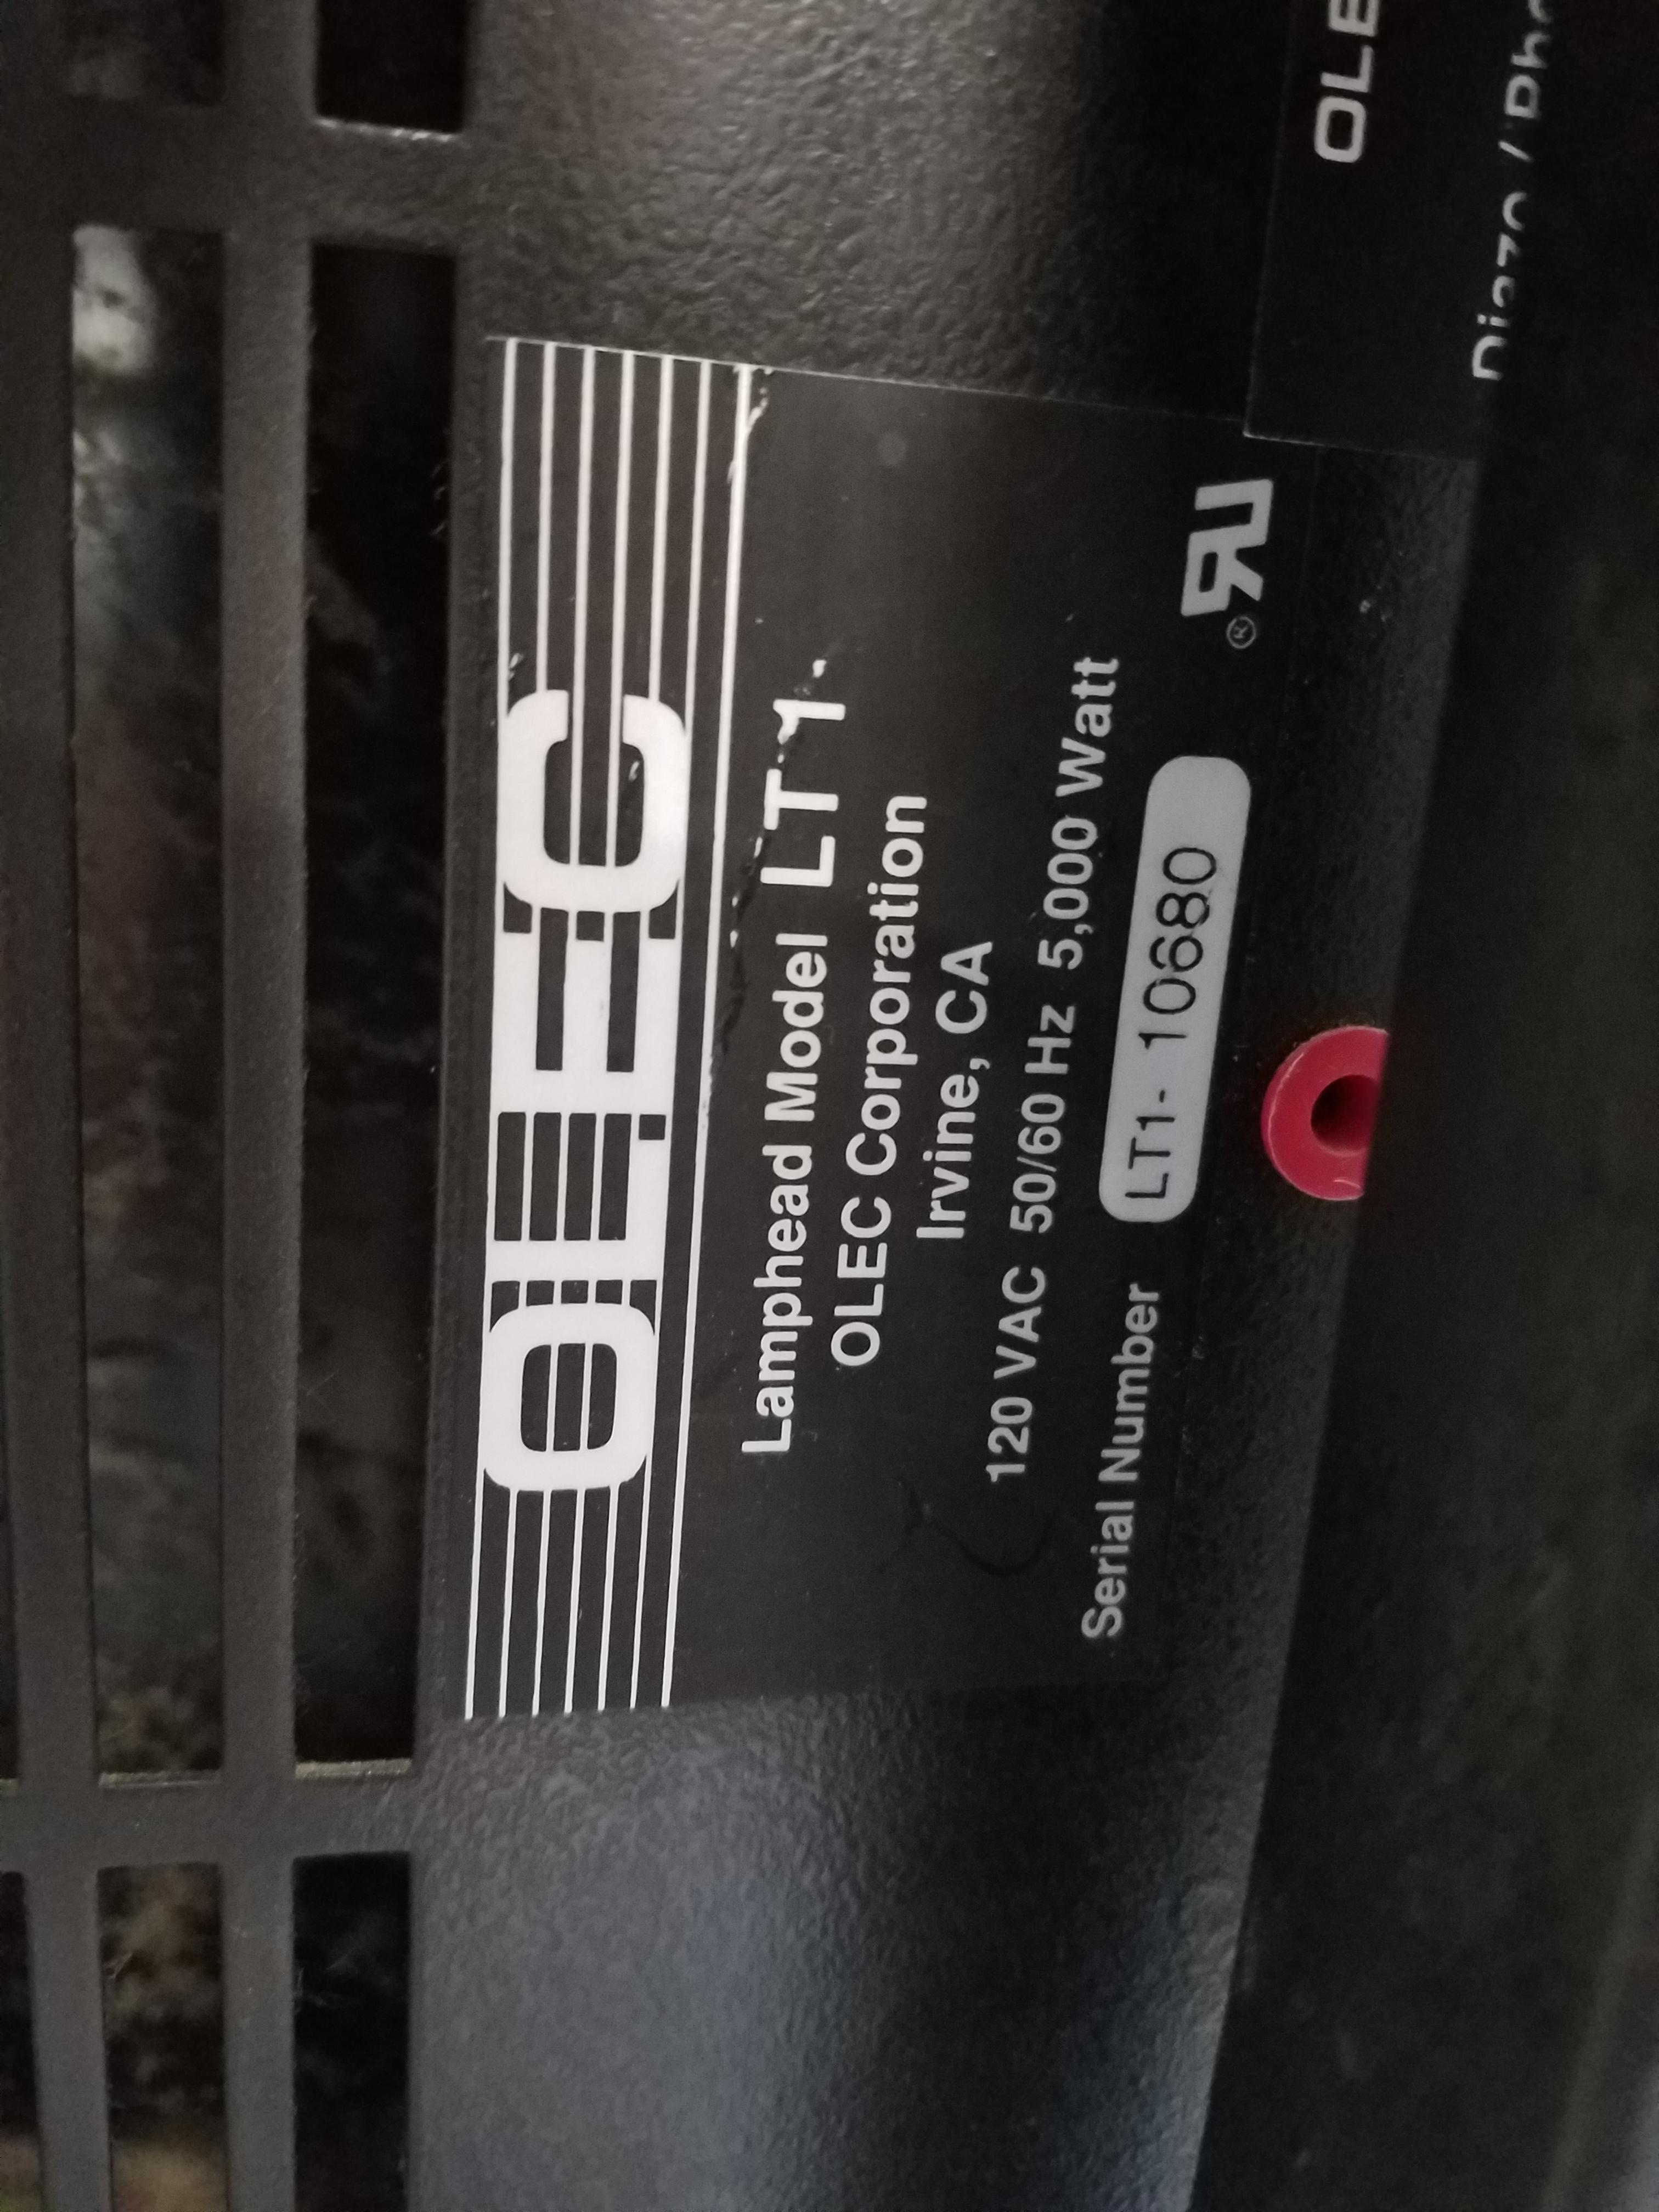 OLEC
Lamphead Model LT1
OLEC Corporation
Irvine, CA
120 VAC 50/60 Hz 5,000 Watt
Serial Number LT1- 10680
OLE
Diazo /